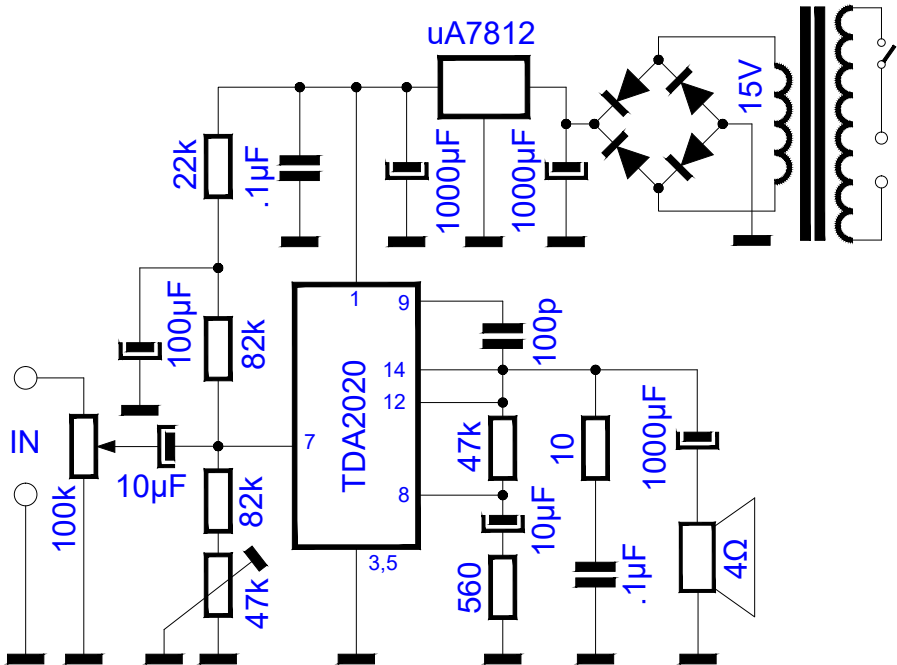 uA7812
15V
22k
.1µF
1000µF
1000µF
100µF
82k
1
9
100p
TDA2020
14
12
IN
7
47k
10
1000µF
100k
10µF
82k
8
10µF
47k
3,5
560
.1µF
4Ω